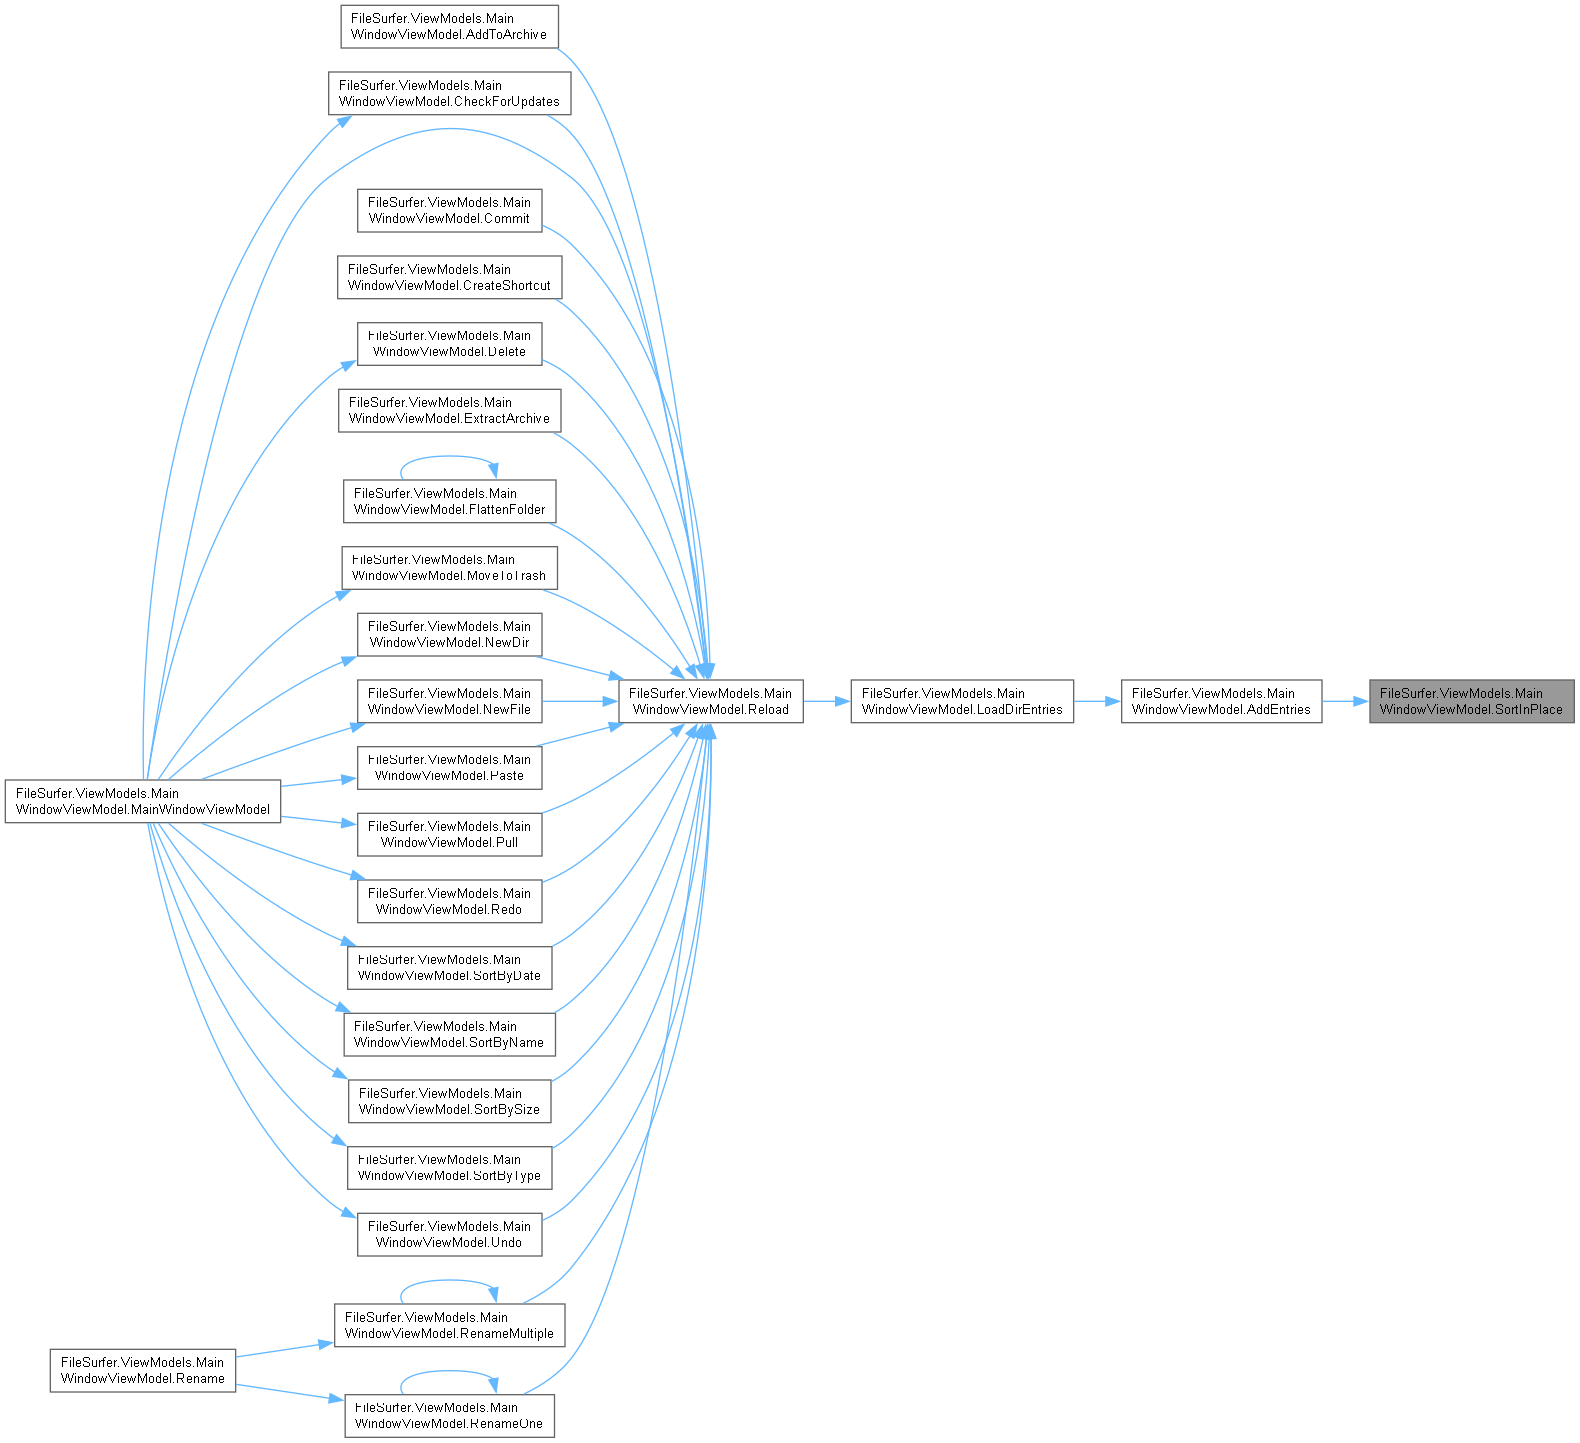 FileSurfer.ViewModels.Main
WindowViewModel.AddToArchive
FileSurfer.ViewModels.Main
WindowViewModel.CheckForUpdates
FileSurfer.ViewModels.Main
WindowViewModel.Commit
FileSurfer.ViewModels.Main
WindowViewModel.CreateShortcut
FileSurfer.ViewModels.Main
WindowViewModel.Delete
FileSurfer.ViewModels.Main
WindowViewModel.ExtractArchive
FileSurfer.ViewModels.Main
WindowViewModel.FlattenFolder
FileSurfer.ViewModels.Main
WindowViewModel.MoveToTrash
FileSurfer.ViewModels.Main
WindowViewModel.NewDir
FileSurfer.ViewModels.Main
WindowViewModel.NewFile
FileSurfer.ViewModels.Main
WindowViewModel.Reload
FileSurfer.ViewModels.Main
WindowViewModel.LoadDirEntries
FileSurfer.ViewModels.Main
WindowViewModel.AddEntries
FileSurfer.ViewModels.Main
WindowViewModel.SortInPlace
FileSurfer.ViewModels.Main
WindowViewModel.Paste
FileSurfer.ViewModels.Main
WindowViewModel.MainWindowViewModel
FileSurfer.ViewModels.Main
WindowViewModel.Pull
FileSurfer.ViewModels.Main
WindowViewModel.Redo
FileSurfer.ViewModels.Main
WindowViewModel.SortByDate
FileSurfer.ViewModels.Main
WindowViewModel.SortByName
FileSurfer.ViewModels.Main
WindowViewModel.SortBySize
FileSurfer.ViewModels.Main
WindowViewModel.SortByType
FileSurfer.ViewModels.Main
WindowViewModel.Undo
FileSurfer.ViewModels.Main
WindowViewModel.RenameMultiple
FileSurfer.ViewModels.Main
WindowViewModel.Rename
FileSurfer.ViewModels.Main
WindowViewModel.RenameOne